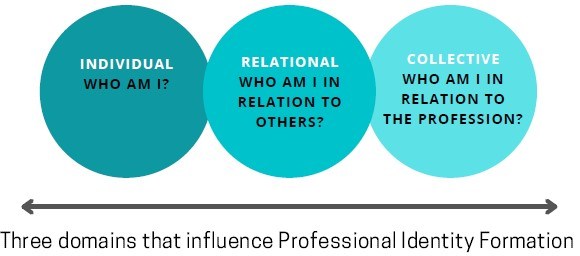 INDIVIDUAL
WHO AM I?
RELATIONAL
WHO AM I IN
RELATION TO
OTHERS?
COLLECTIVE
WHO AM I IN
RELATION TO
THE PROFESSION?
Three domains that influence Professional Identity Formation